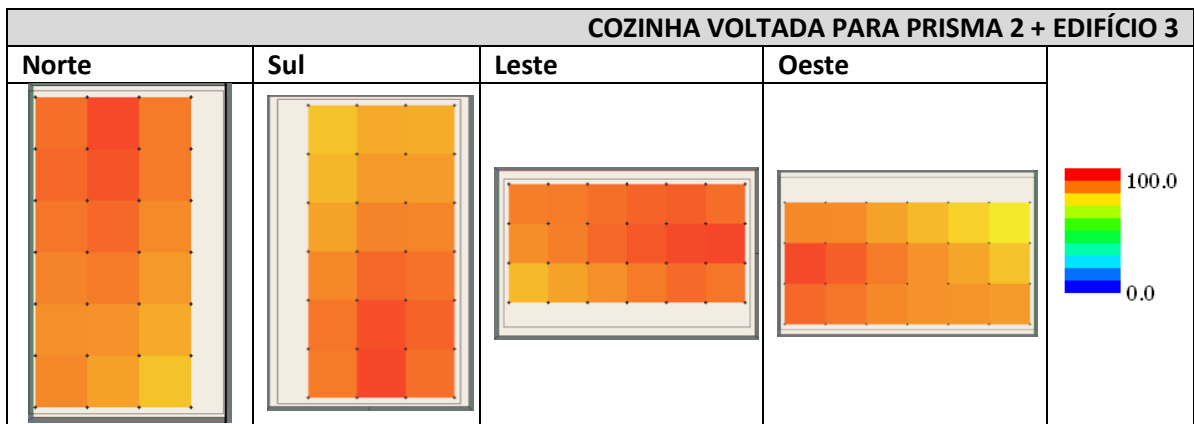 COZINHA VOLTADA PARA PRISMA 2 + EDIFÍCIO 3
Norte Sul Leste Oeste
100.0
0.0